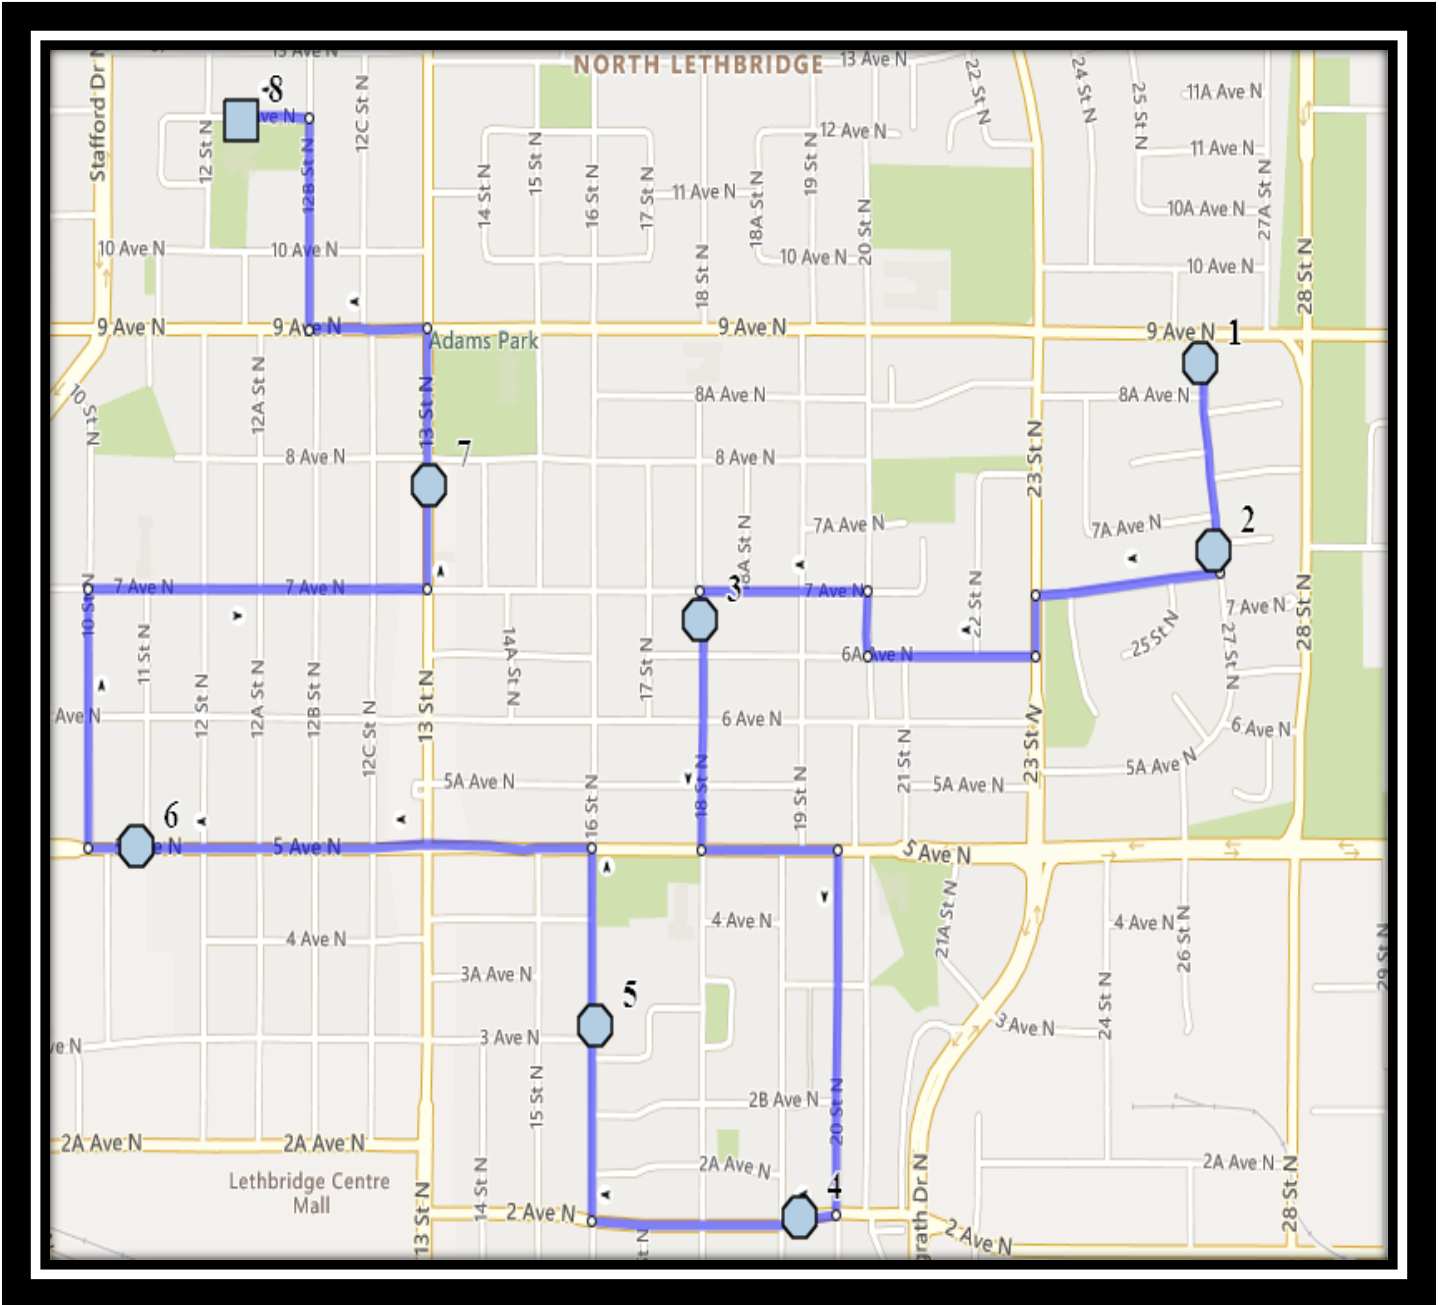 13 Ave N
NORTH LETHBRIDGE
13 Ave N
Stafford Dr N
8
ve N
12 St N
12B St N
12C St N
14 St N
15 St N
16 St N
17 St N
11 Ave N
18 St N
18A St N
12 Ave N
19 St N
20 St N
10 Ave N
22 St N
24 St N
25 St N
11A Ave N
11 Ave N
10A Ave N
27A St N
10 Ave N
28 St N
10 Ave N
10 Ave N
9 Ave N
9 Ave N
Adams Park
9 Ave N
9 Ave N
1
10 St N
12A St N
13 St N
8A Ave N
23 St N
8A Ave N
8 Ave N
7
8 Ave N
7A Ave N
7A Ave N
2
8A St N
7 Ave N
7 Ave N
3
7 Ave N
22 St N
7 Ave N
28 St N
10 St N
11 St N
12 St N
12A St N
12B St N
12C St N
13 St N
14A St N
17 St N
6A Ave N
25 St N
27 St N
Ave N
6 Ave N
6 Ave N
5A Ave N
16 St N
18 St N
19 St N
21 St N
5A Ave N
23 St N
5A Ave N
6
e N
5 Ave N
5 Ave N
4 Ave N
3A Ave N
4 Ave N
21A St N
4 Ave N
26 St N
29 St N
5
ve N
3 Ave N
3 Ave N
24 St N
15 St N
2B Ave N
20 St N
2A Ave N
2A Ave N
2A Ave N
2A Ave N
Lethbridge Centre
Mall
13 St N
14 St N
2 Ave N
4
St N
grath Dr N
2 Ave N
28 St N